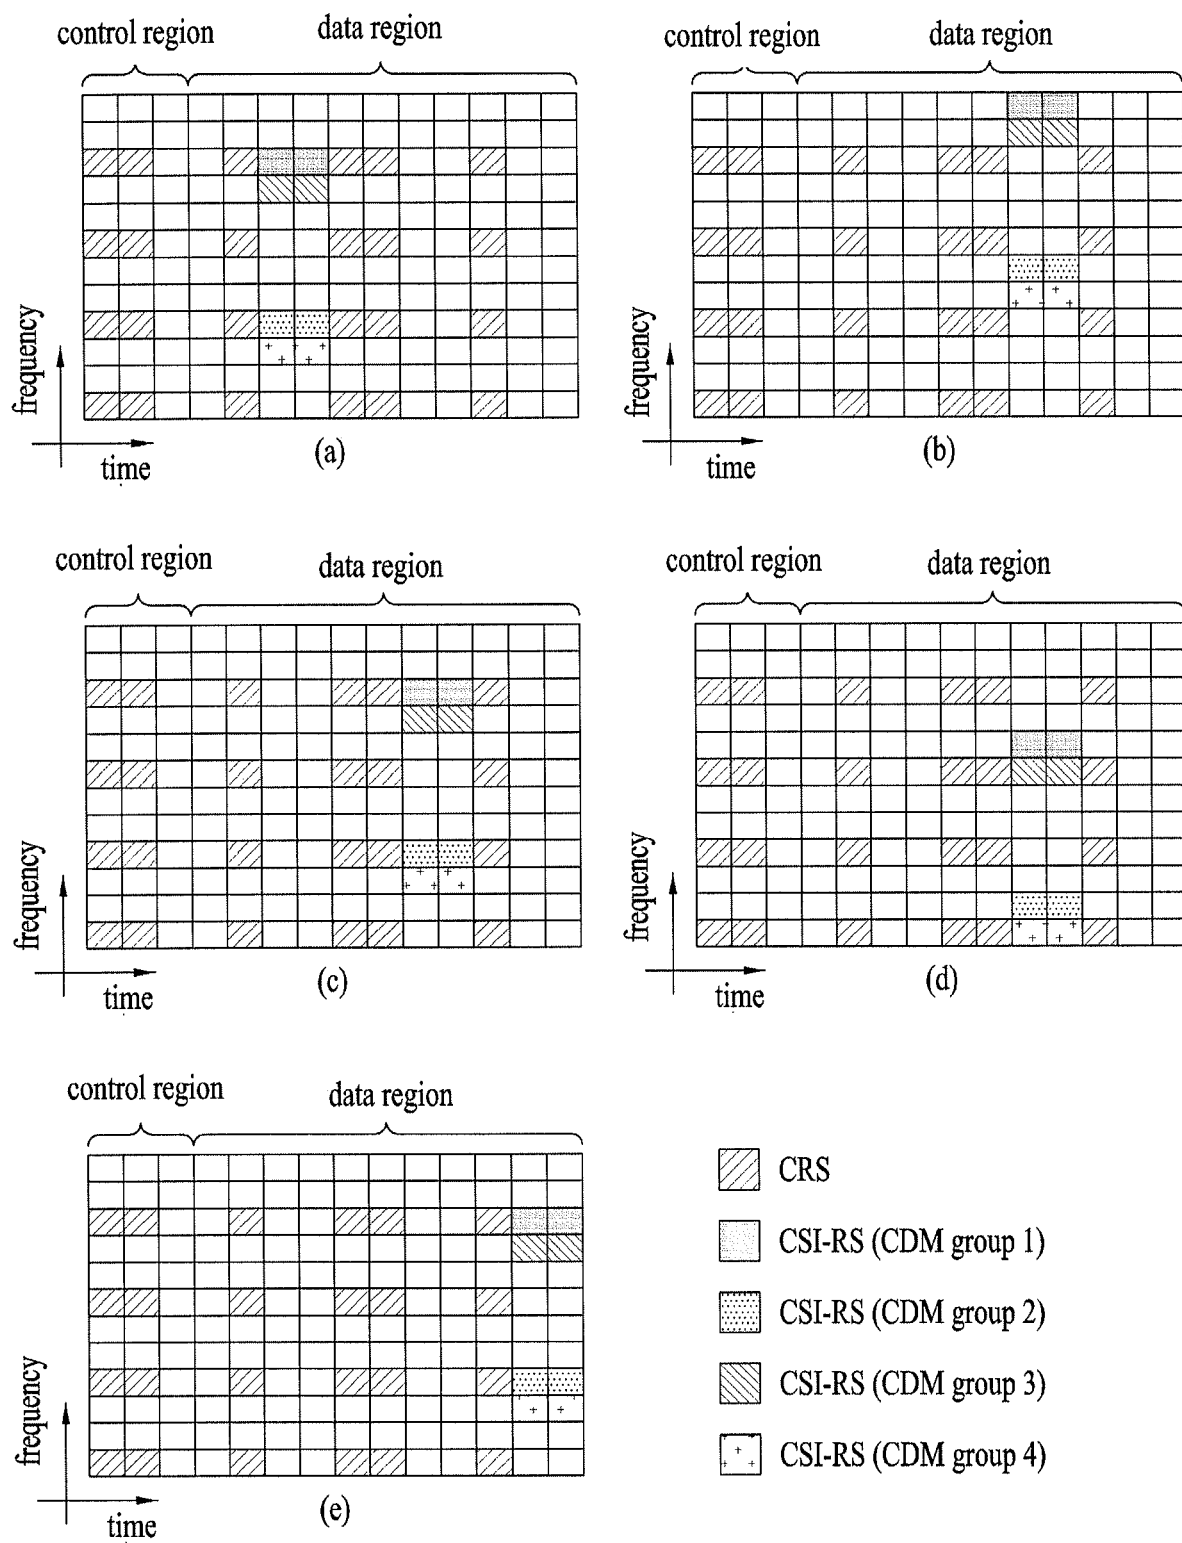 control region
data region
frequency
time
(a)
control region
data region
frequency
time
(b)
control region
data region
frequency
time
(c)
control region
data region
frequency
time
(d)
control region
data region
frequency
time
(e)
CRS
CSI-RS (CDM group 1)
CSI-RS (CDM group 2)
CSI-RS (CDM group 3)
CSI-RS (CDM group 4)